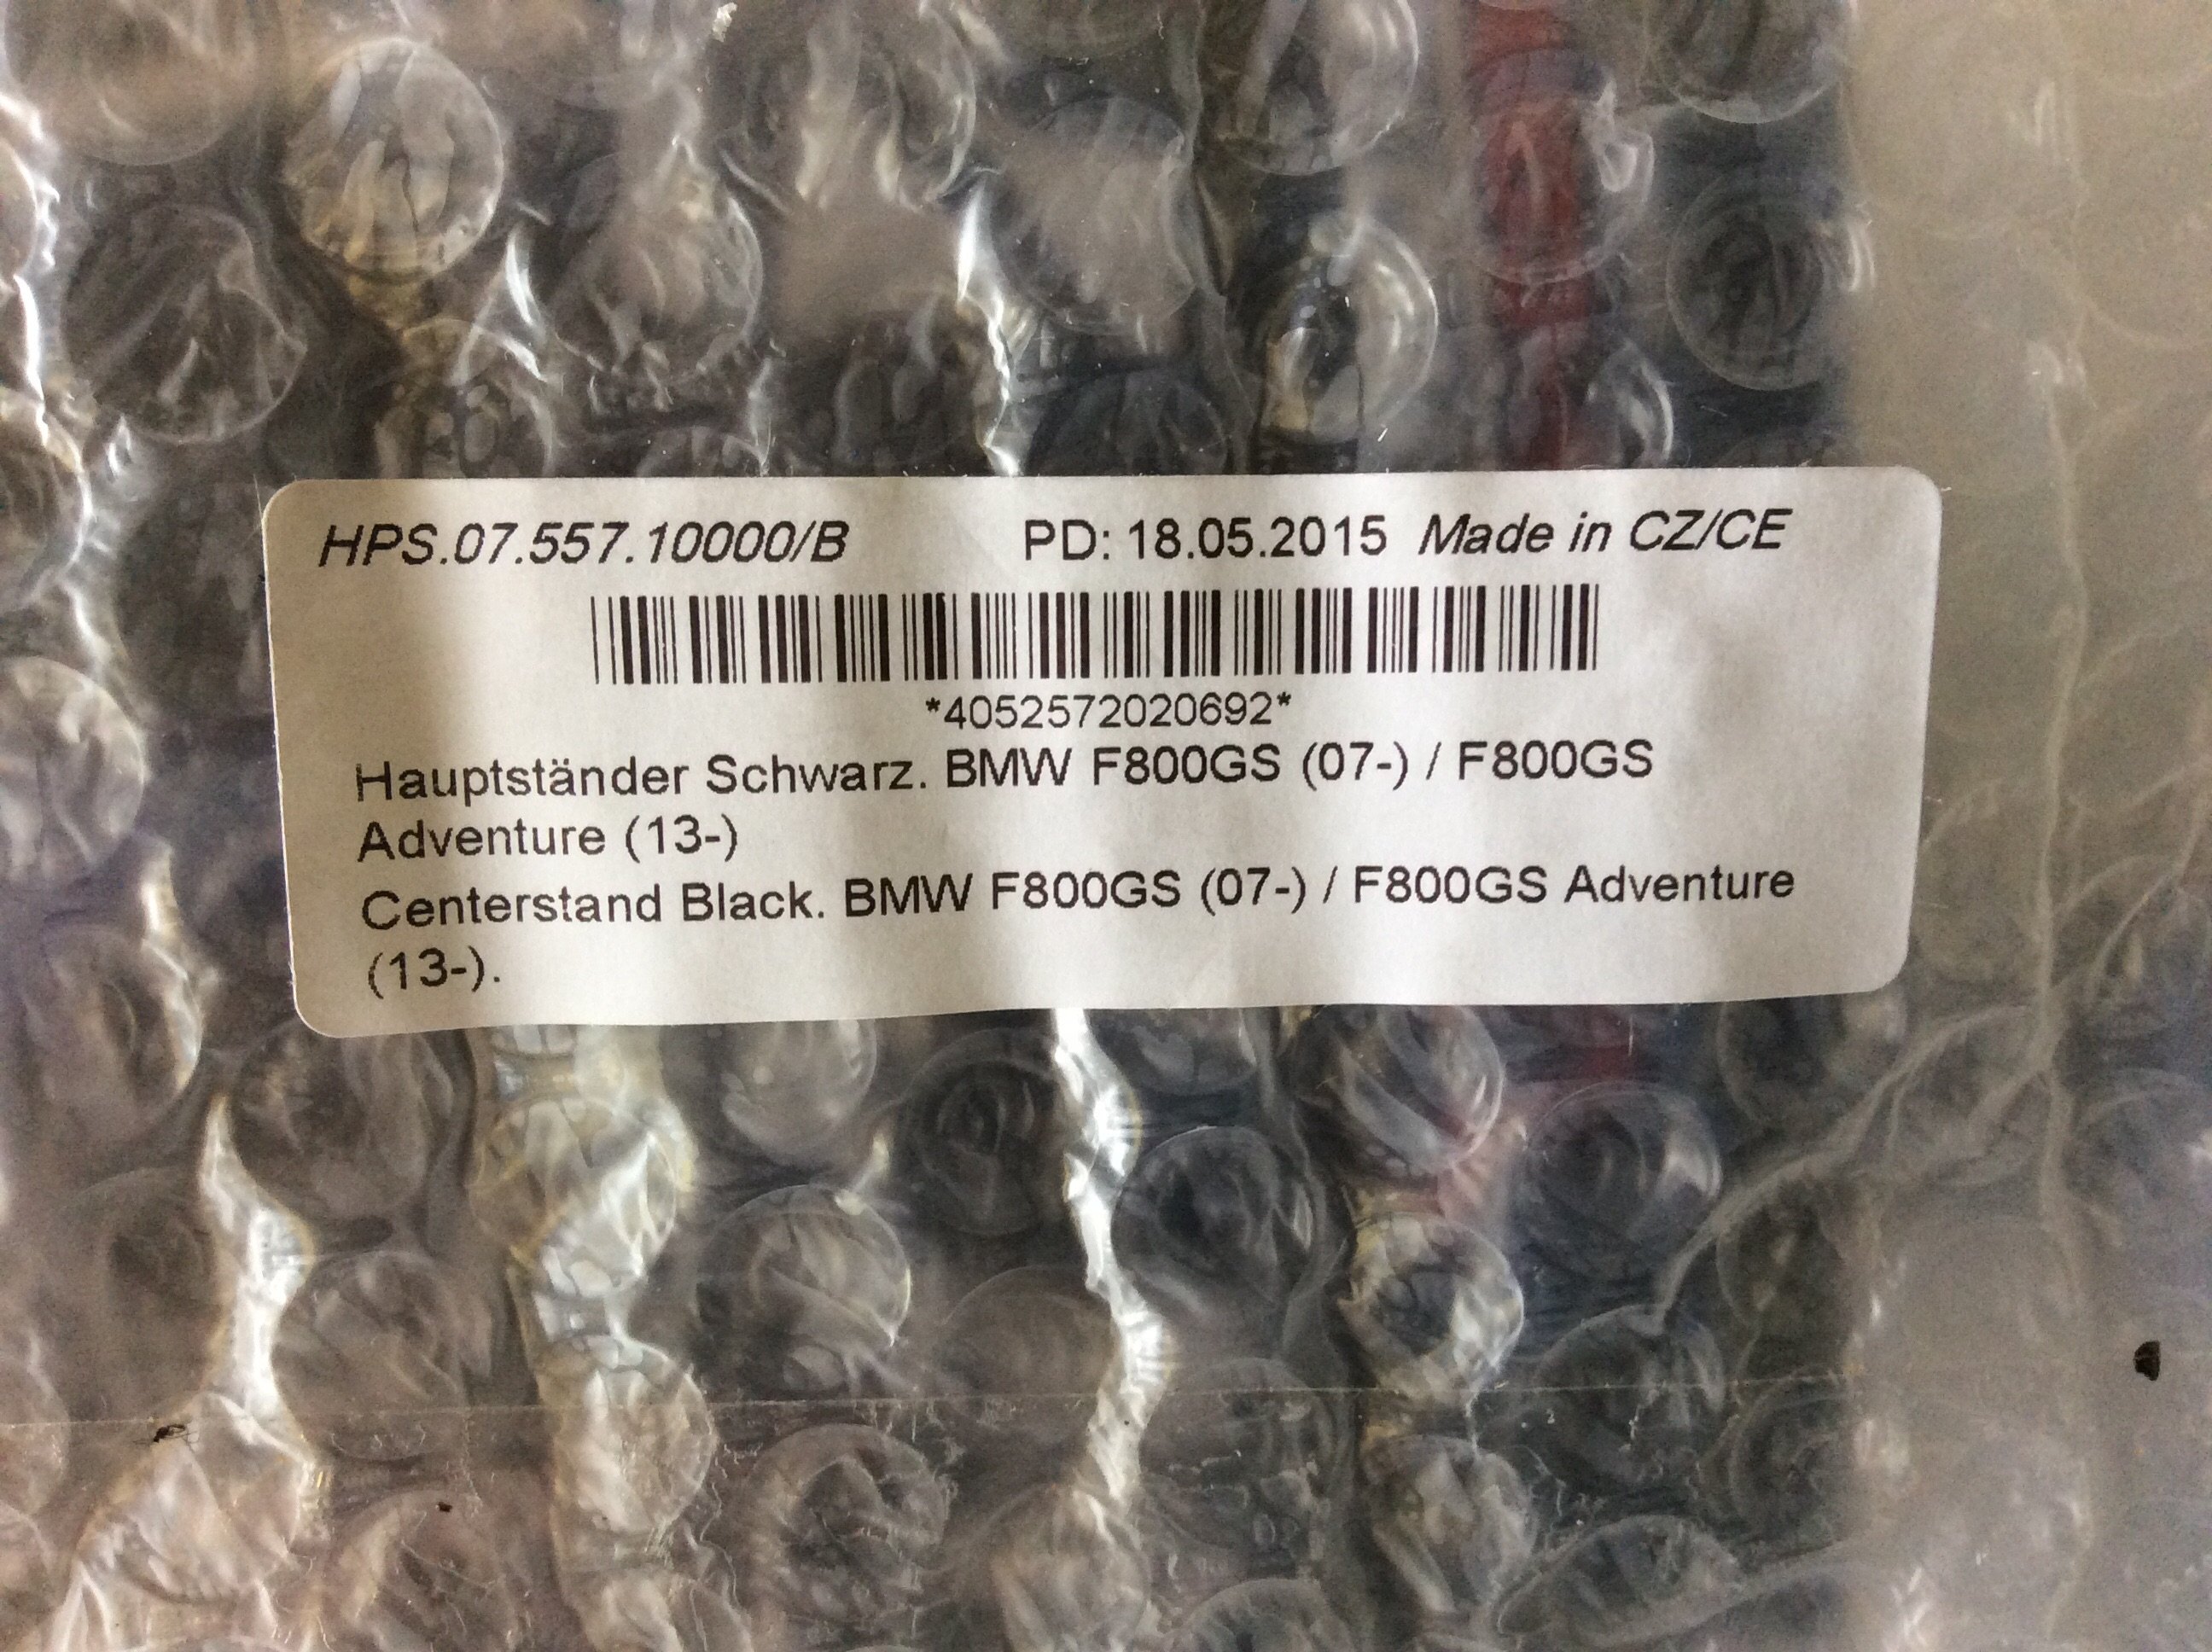 HPS.07.557.10000/B PD: 18.05.2015 Made in CZ/CE
*4052572020692*
Hauptständer Schwarz. BMW F800GS (07-) / F800GS
Adventure (13-)
Centerstand Black. BMW F800GS (07-) / F800GS Adventure
(13-).